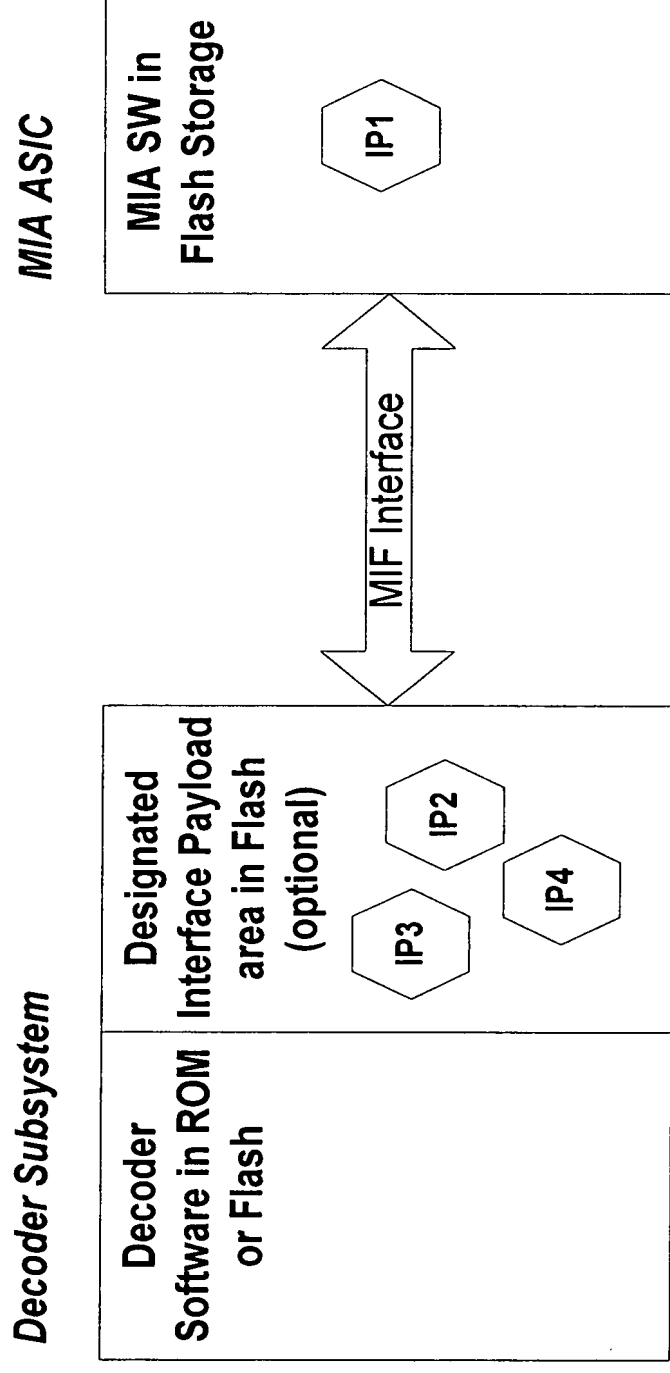 Decoder Subsystem
MIA ASIC
Decoder
Software in ROM
or Flash
Designated
Interface Payload
area in Flash
(optional)
IP3
IP2
IP4
MIF Interface
MIA SW in
Flash Storage
IP1